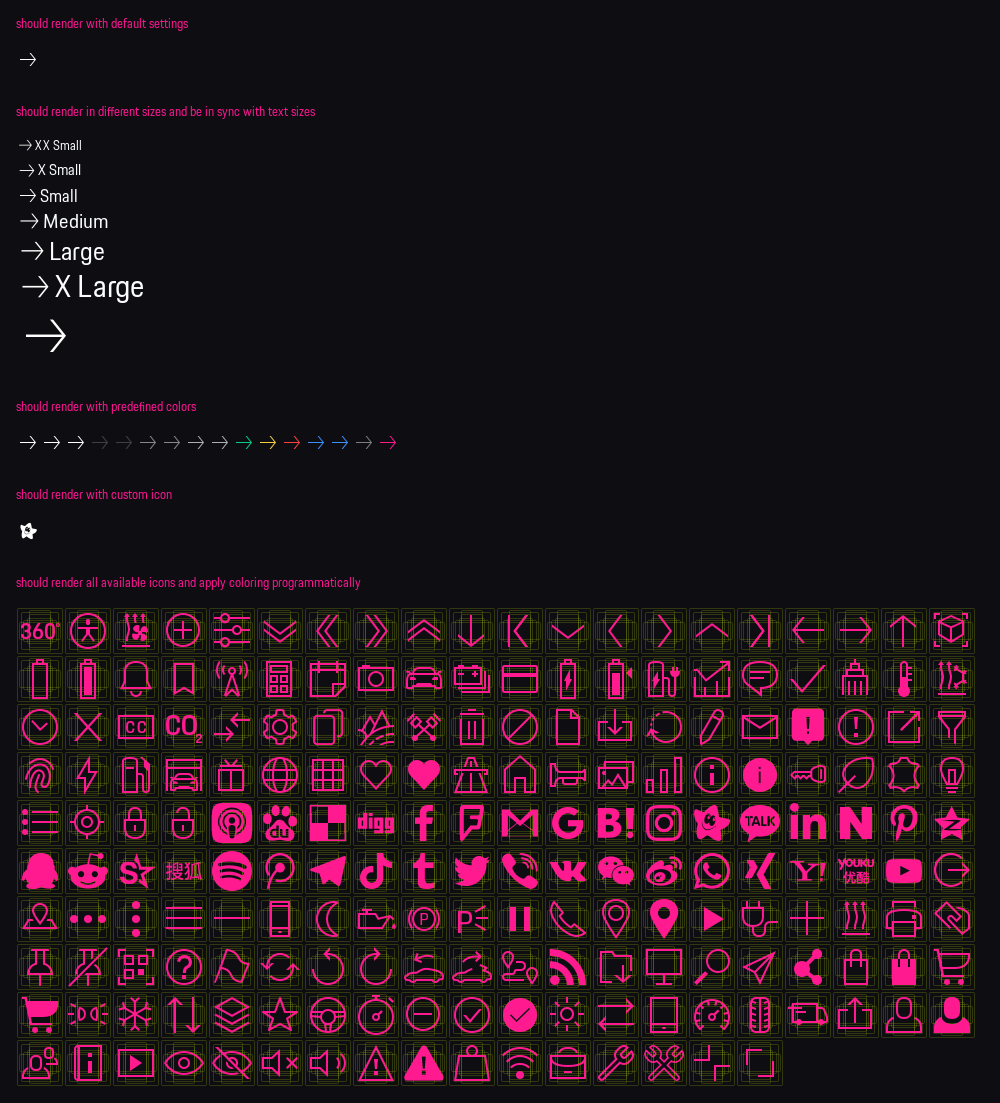 should render with default settings
should render in different sizes and be in sync with text sizes
XX Small
X Small
Small
Medium
Large
X Large
should render with predefined colors
should render with custom icon
should render all available icons and apply coloring programmatically
360°
CC CO2
du digg f F G B! TALK in N
t Y! YOUKU
搜狐 优酷
P P